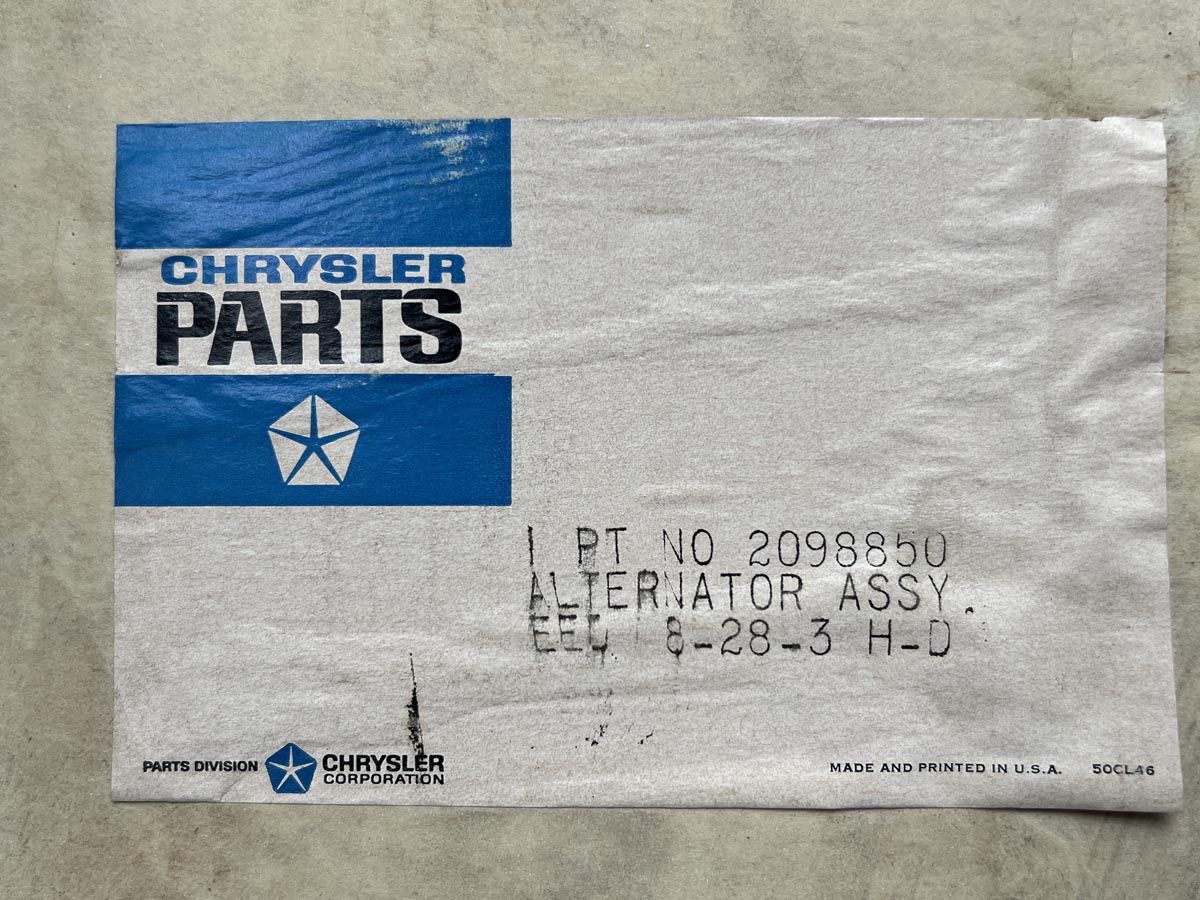 CHRYSLER
PARTS
1 PT NO 2098850
ALTERNATOR ASSY.
8-28-3 H-D
PARTS DIVISION CHRYSLER CORPORATION
MADE AND PRINTED IN U.S.A. 50CL46